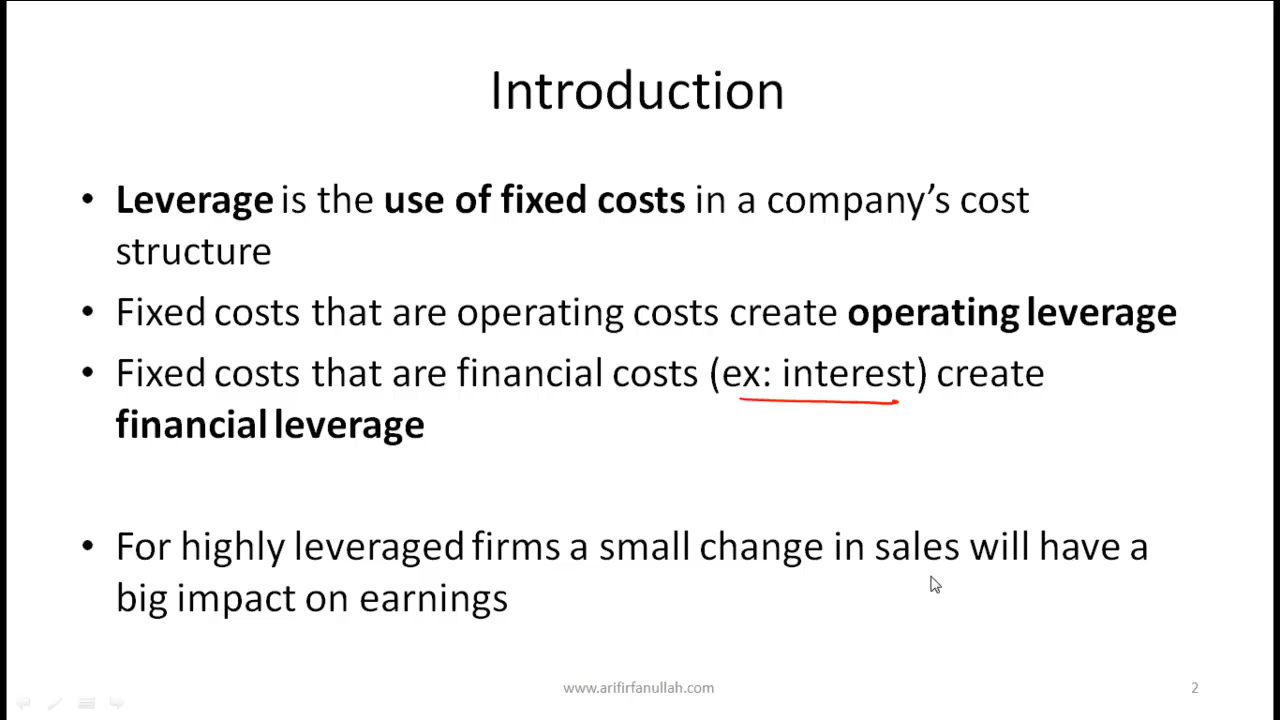 Introduction
• Leverage is the use of fixed costs in a company’s cost
structure
• Fixed costs that are operating costs create operating leverage
• Fixed costs that are financial costs (ex: interest) create
financial leverage
• For highly leveraged firms a small change in sales will have a
big impact on earnings
www.arifirfanullah.com 2